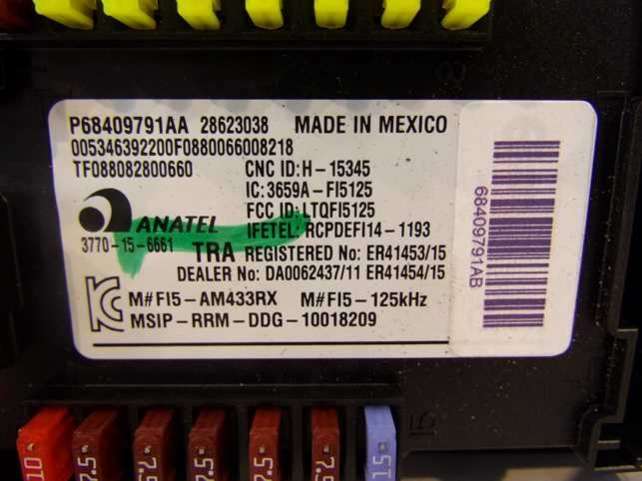 P68409791AA 28623038 MADE IN MEXICO
005346392200F0880066008218
TF088082800660 CNC ID: H-15345
IC: 3659A-FI5125
FCC ID: LTQFI5125
ANATEL
IFETEL: RCPDEFI14-1193
3770-15-6661
TRA REGISTERED No: ER41453/15
DEALER No: DA0062437/11 ER41454/15
M#FI5-AM433RX M#FI5-125kHz
MSIP-RRM-DDG-10018209
68409791AB
10 7.5 7.5 7.5 7.5 7.5 15